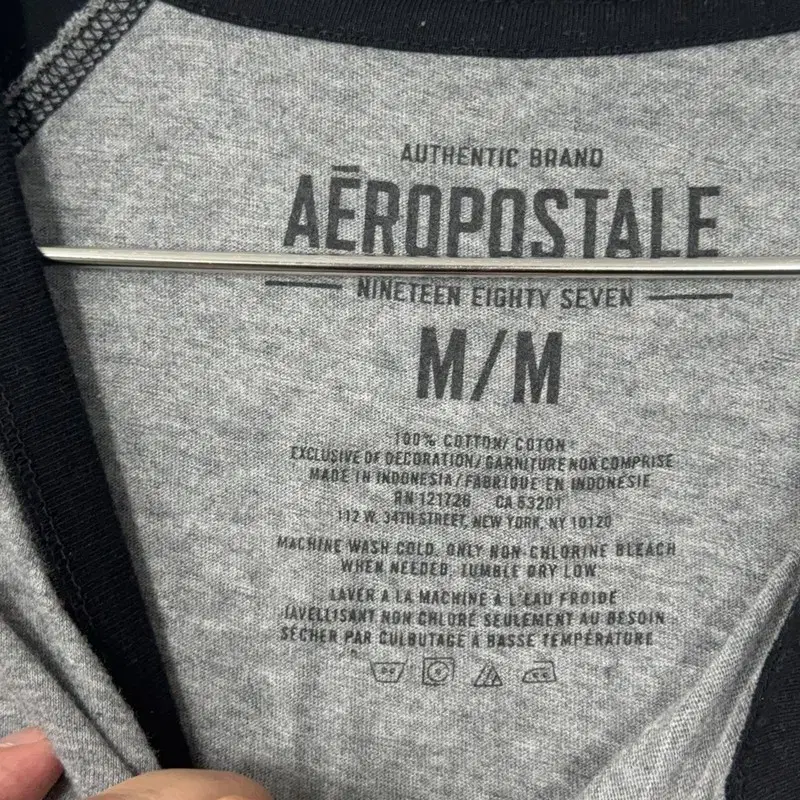 AUTHENTIC BRAND
AĒROPOSTALE
NINETEEN EIGHTY SEVEN
M/M
100% COTTON/ COTON
EXCLUSIVE OF DECORATION/ GARNITURE NON COMPRISE
MADE IN INDONESIA/ FABRIQUE EN INDONESIE
RN 121726 CA 53201
112 W. 34TH STREET, NEW YORK, NY 10120
MACHINE WASH COLD, ONLY NON-CHLORINE BLEACH
WHEN NEEDED, TUMBLE DRY LOW
LAVER A LA MACHINE A L'EAU FROIDE
JAVELLISANT NON CHLORÉ SEULEMENT AU BESOIN
SÉCHER PAR CULBUTAGE A BASSE TEMPÉRATURE